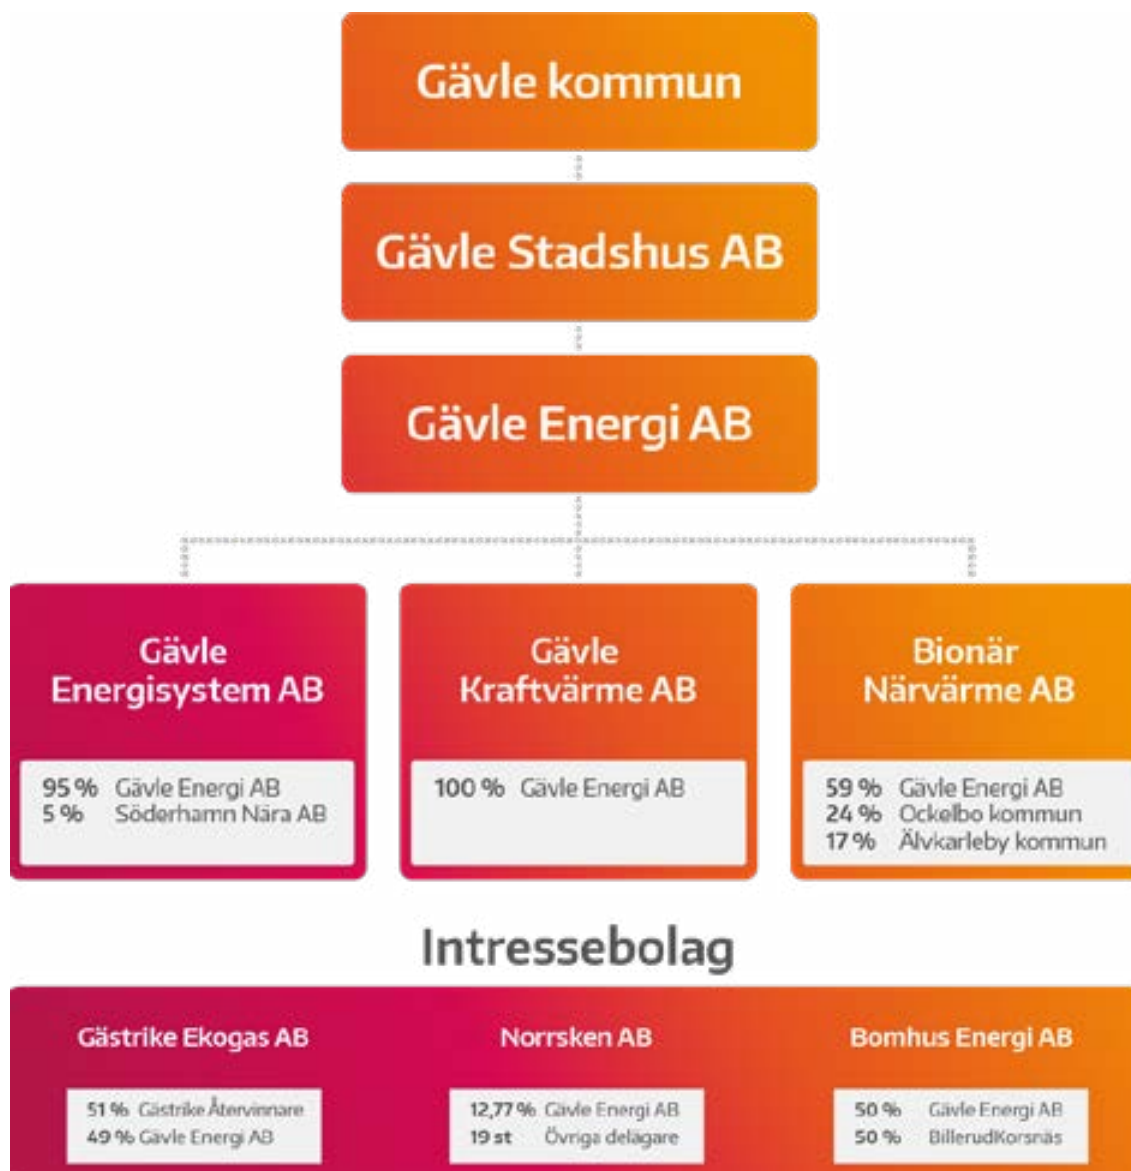 Gävle kommun
Gävle Stadshus AB
Gävle Energi AB
Gävle
Energisystem AB
95 % Gävle Energi AB
5 % Söderhamn Nära AB
Gävle
Kraftvärme AB
100 % Gävle Energi AB
Bionär
Närvärme AB
59 % Gävle Energi AB
24 % Ockelbo kommun
17 % Älvkarleby kommun
Intressebolag
Gästrike Ekogas AB
51 % Gästrike Återvinnare
49 % Gävle Energi AB
Norrsken AB
12,77 % Gävle Energi AB
19 st Övriga delägare
Bomhus Energi AB
50 % Gävle Energi AB
50 % BillerudKorsnäs